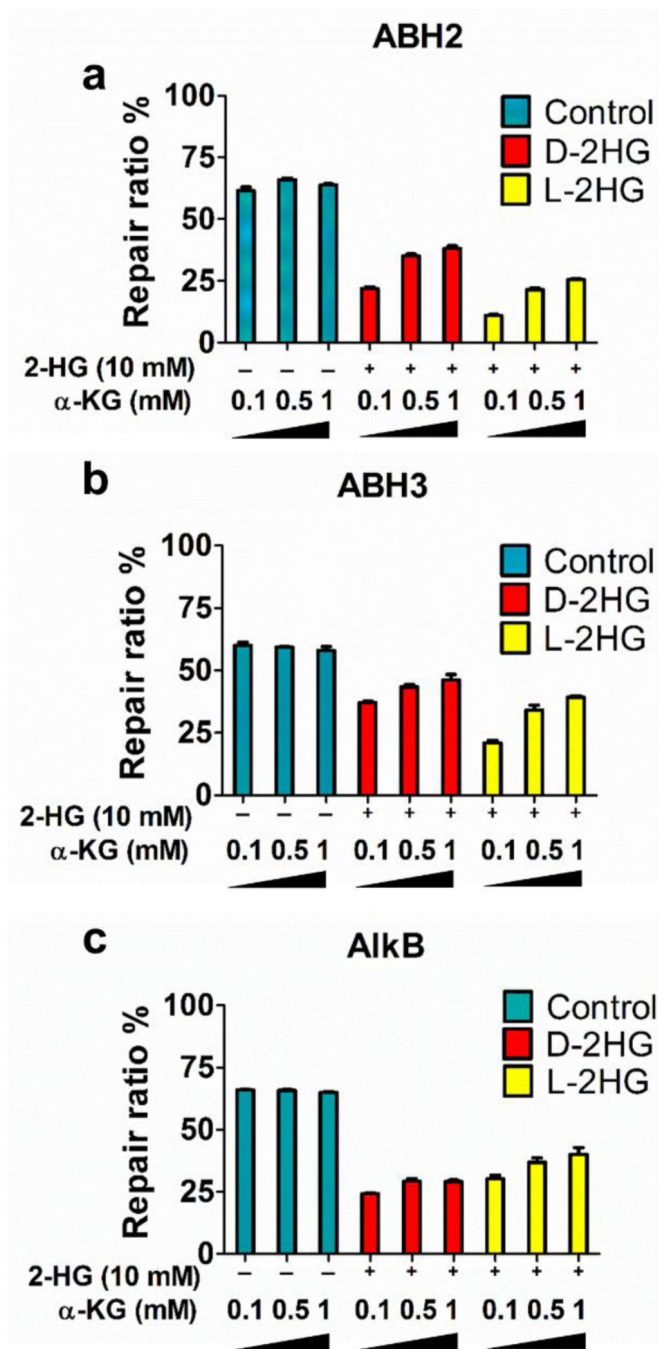 ABH2
a
100
75
50
25
0
Repair ratio %
Control
D-2HG
L-2HG
2-HG (10 mM) – – – + + + + + +
α-KG (mM) 0.1 0.5 1 0.1 0.5 1 0.1 0.5 1
b
ABH3
100
75
50
25
0
Repair ratio %
Control
D-2HG
L-2HG
2-HG (10 mM) – – – + + + + + +
α-KG (mM) 0.1 0.5 1 0.1 0.5 1 0.1 0.5 1
c
AlkB
100
75
50
25
0
Repair ratio %
Control
D-2HG
L-2HG
2-HG (10 mM) – – – + + + + + +
α-KG (mM) 0.1 0.5 1 0.1 0.5 1 0.1 0.5 1